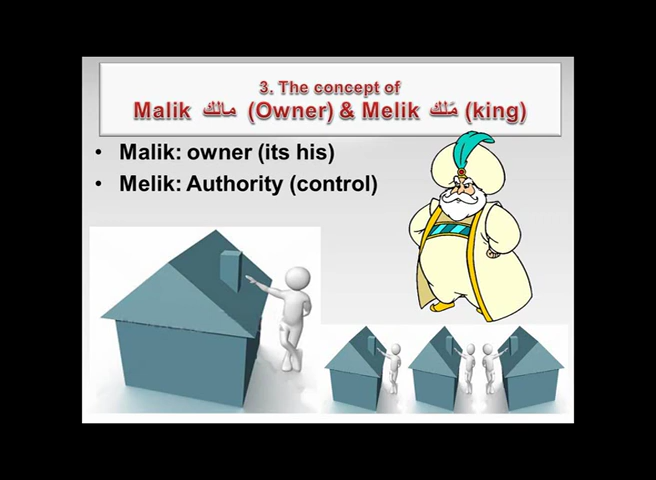 3. The concept of
Malik مالك (Owner) & Melik مَلك (king)
• Malik: owner (its his)
• Melik: Authority (control)